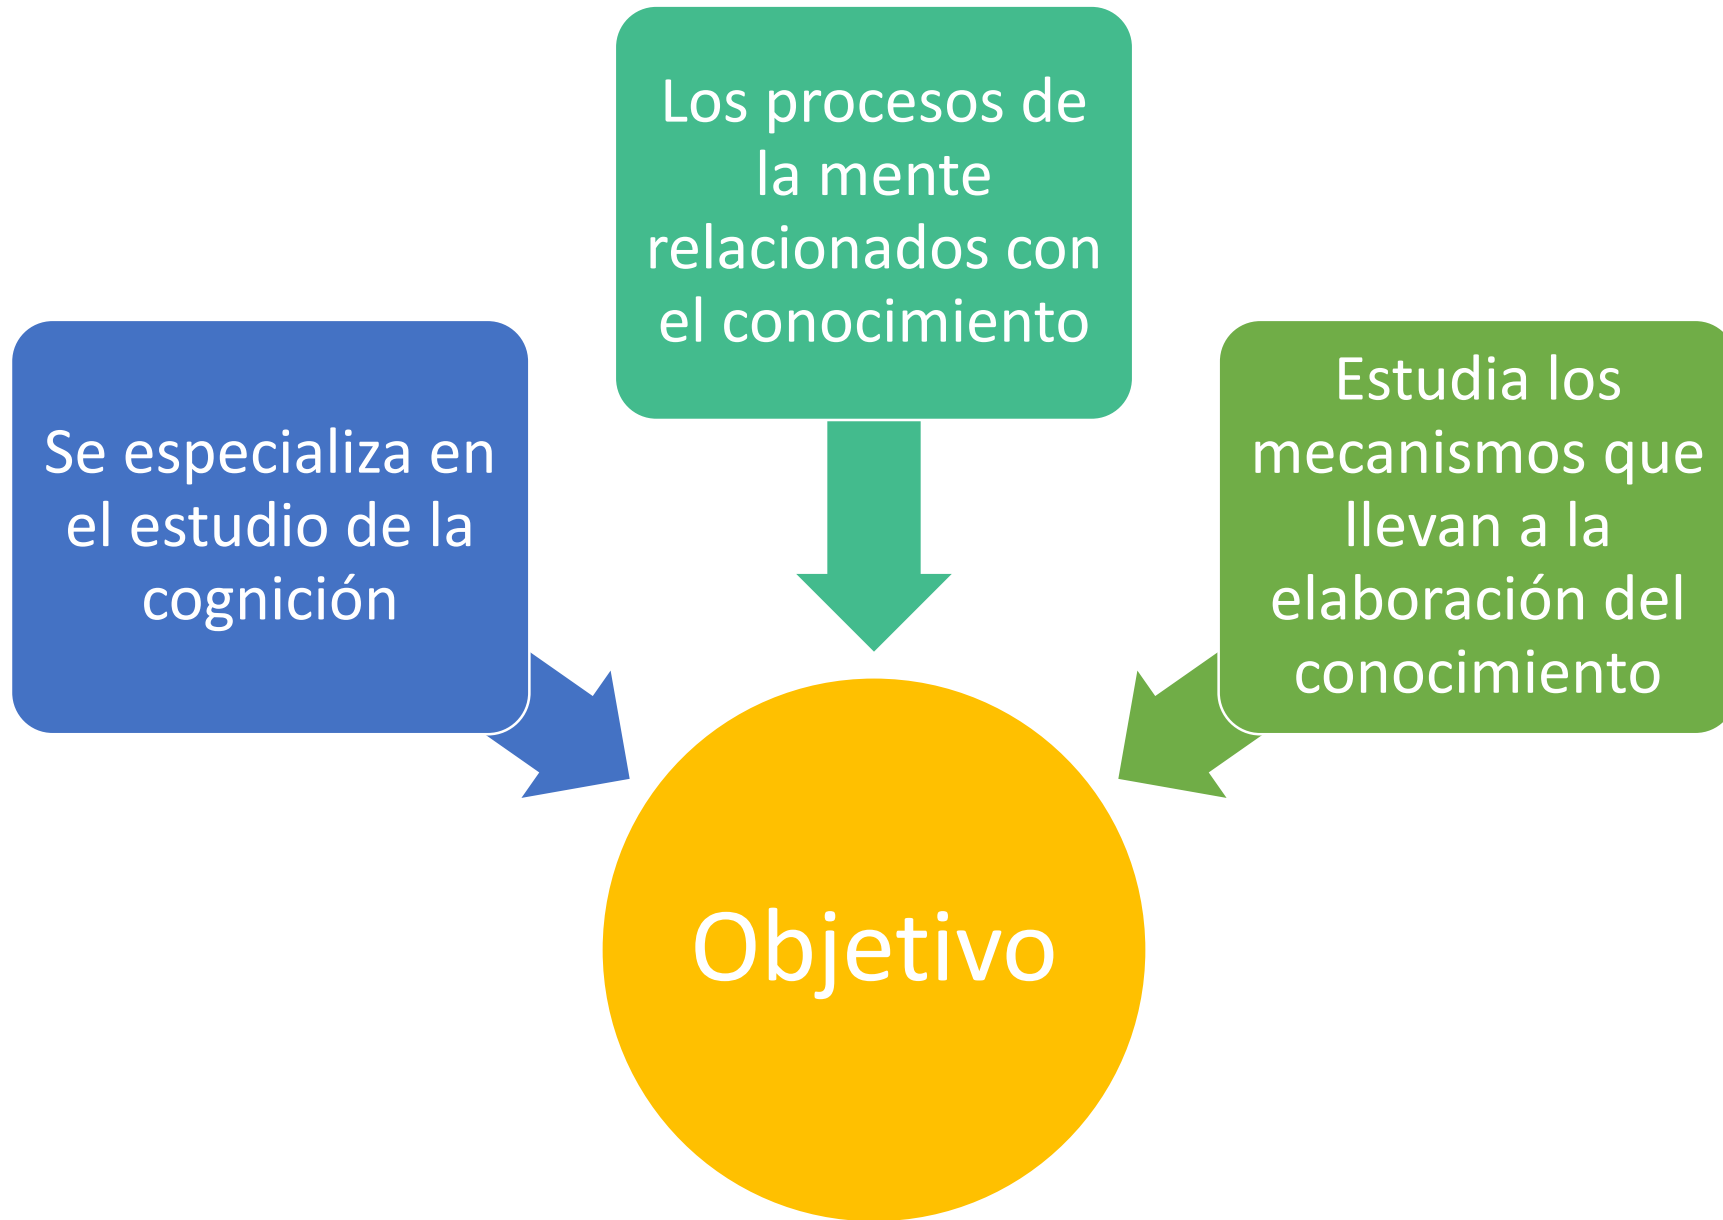 Los procesos de
la mente
relacionados con
el conocimiento
Se especializa en
el estudio de la
cognición
Estudia los
mecanismos que
llevan a la
elaboración del
conocimiento
Objetivo